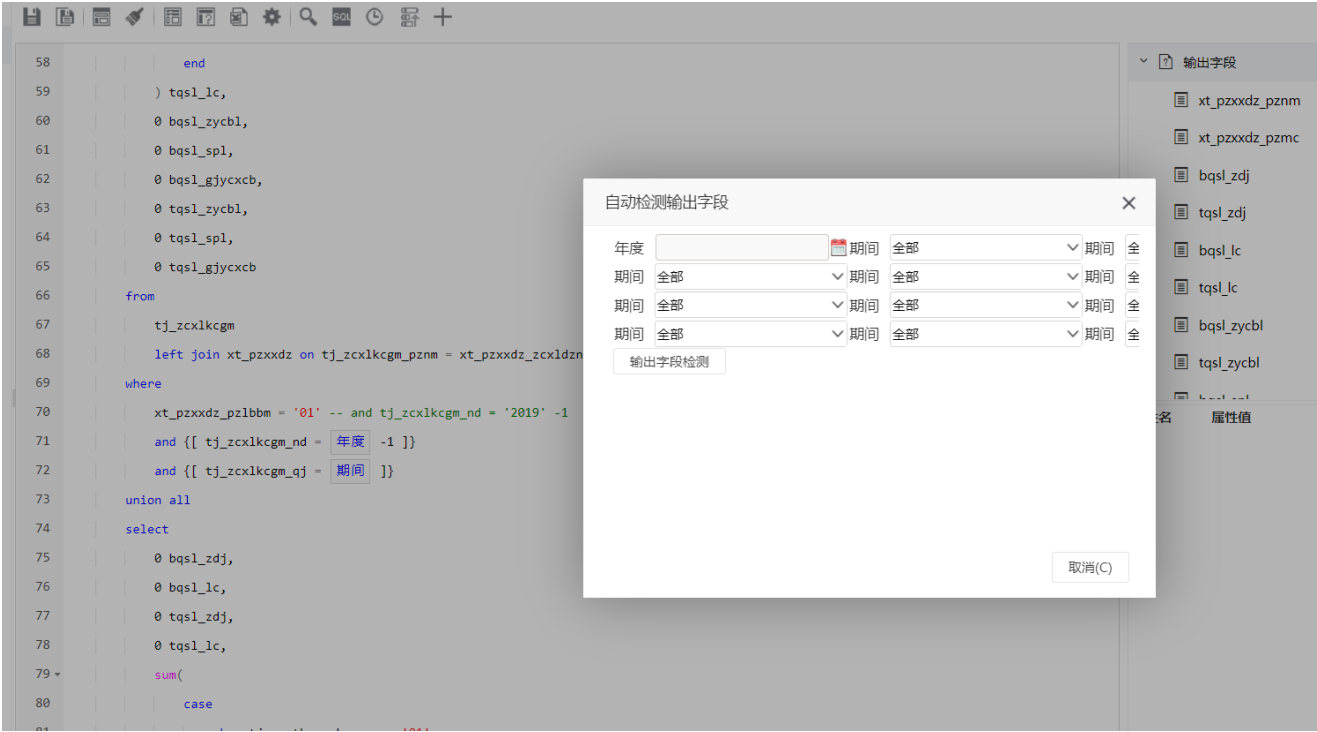 SQL
58 end
59 ) tqsl_lc,
60 0 bqsl_zycbl,
61 0 bqsl_spl,
62 0 bqsl_gjycxcb,
63 0 tqsl_zycbl,
64 0 tqsl_spl,
65 0 tqsl_gjycxcb
66 from
67 tj_zcxlkcgm
68 left join xt_pzxxdz on tj_zcxlkcgm_pznm = xt_pzxxdz_zcxldzn
69 where
70 xt_pzxxdz_pzlbbm = '01' -- and tj_zcxlkcgm_nd = '2019' -1
71 and {[ tj_zcxlkcgm_nd = 年度 -1 ]}
72 and {[ tj_zcxlkcgm_qj = 期间 ]}
73 union all
74 select
75 0 bqsl_zdj,
76 0 bqsl_lc,
77 0 tqsl_zdj,
78 0 tqsl_lc,
79 sum(
80 case
自动检测输出字段
年度 期间 全部 期间 全
期间 全部 期间 全部 期间 全
期间 全部 期间 全部 期间 全
期间 全部 期间 全部 期间 全
输出字段检测
取消(C)
输出字段
xt_pzxxdz_pznm
xt_pzxxdz_pzmc
bqsl_zdj
tqsl_zdj
bqsl_lc
tqsl_lc
bqsl_zycbl
tqsl_zycbl
名 属性值